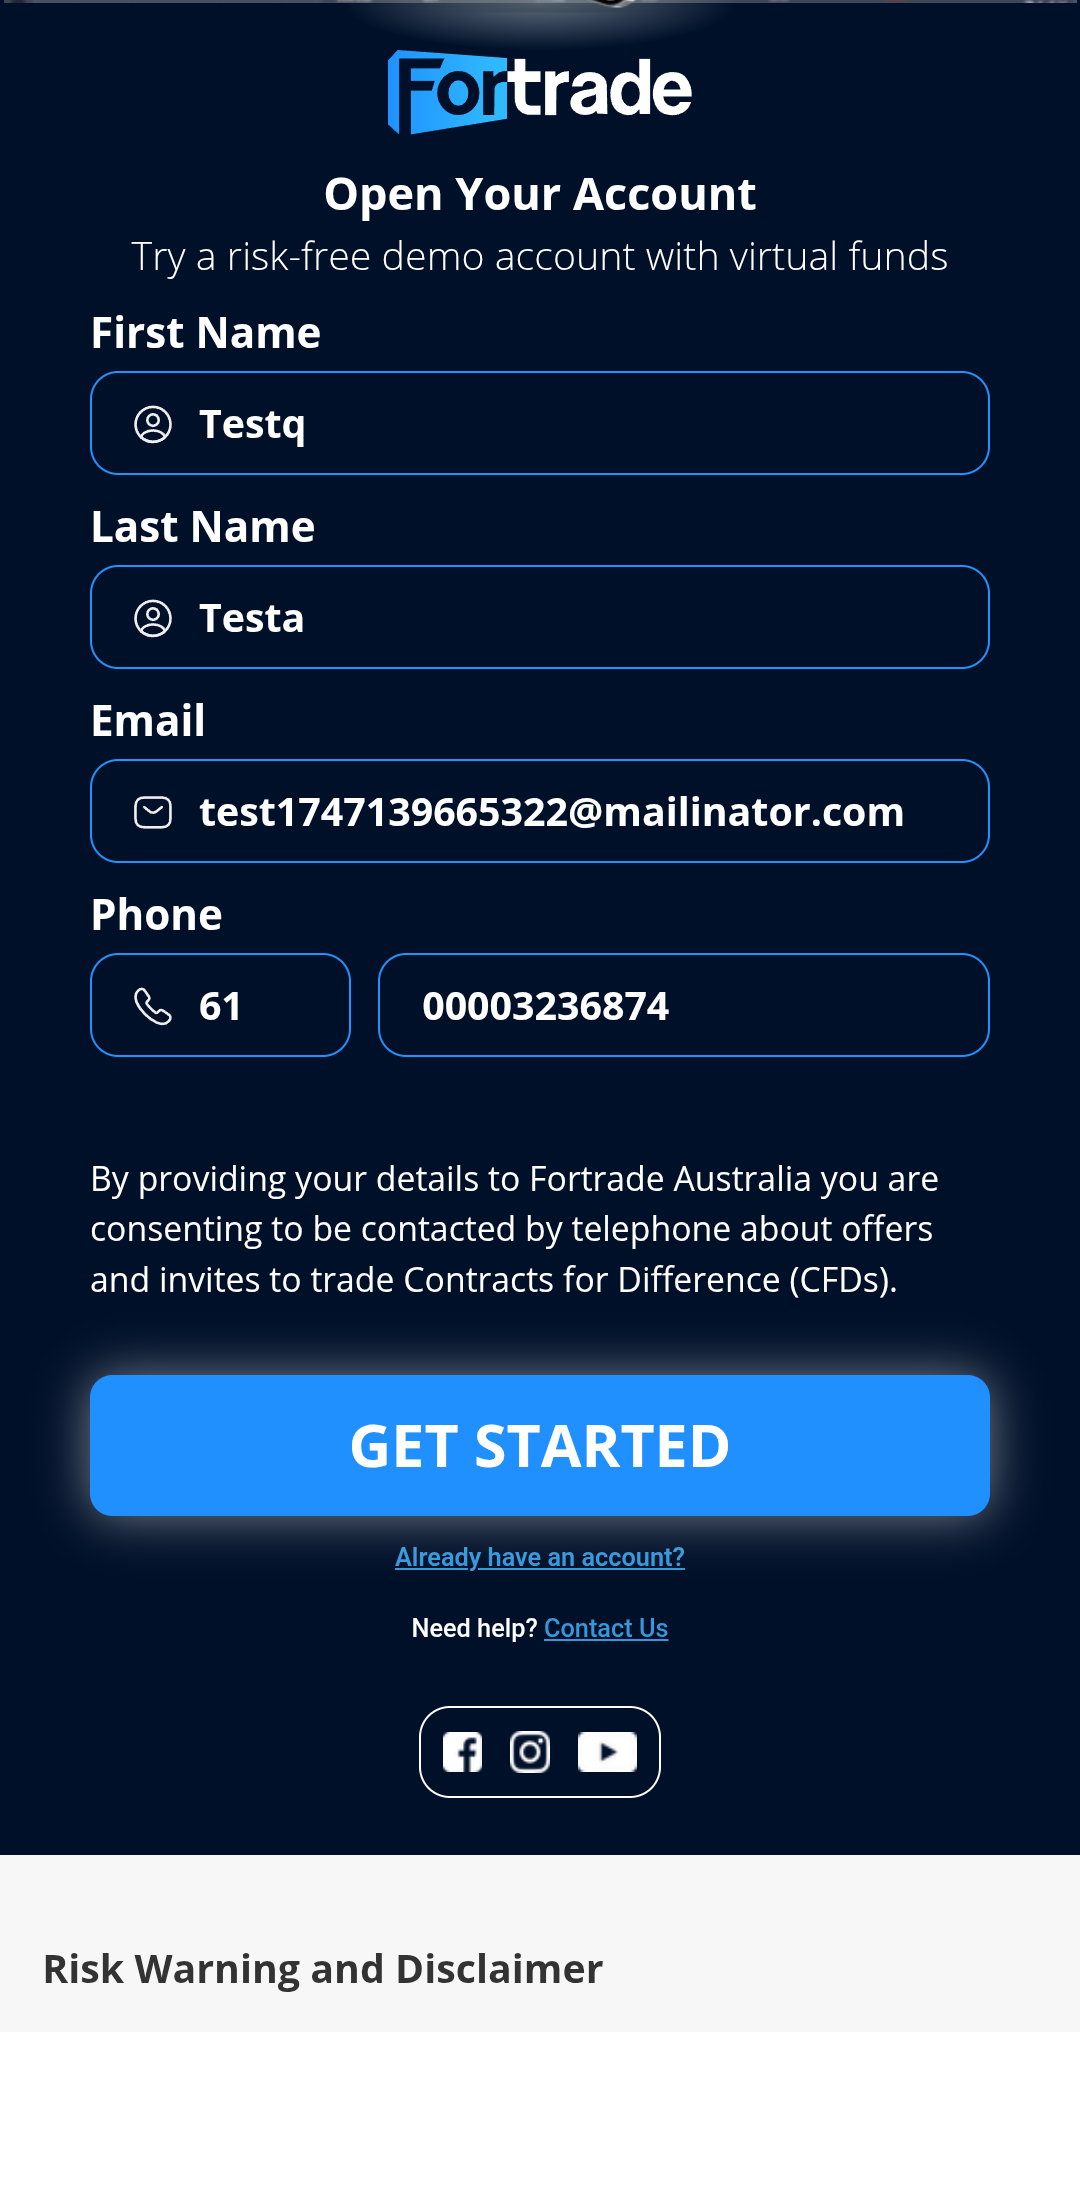 Fortrade
Open Your Account
Try a risk-free demo account with virtual funds
First Name
Testq
Last Name
Testa
Email
test1747139665322@mailinator.com
Phone
61 00003236874
By providing your details to Fortrade Australia you are
consenting to be contacted by telephone about offers
and invites to trade Contracts for Difference (CFDs).
GET STARTED
Already have an account?
Need help? Contact Us
Risk Warning and Disclaimer